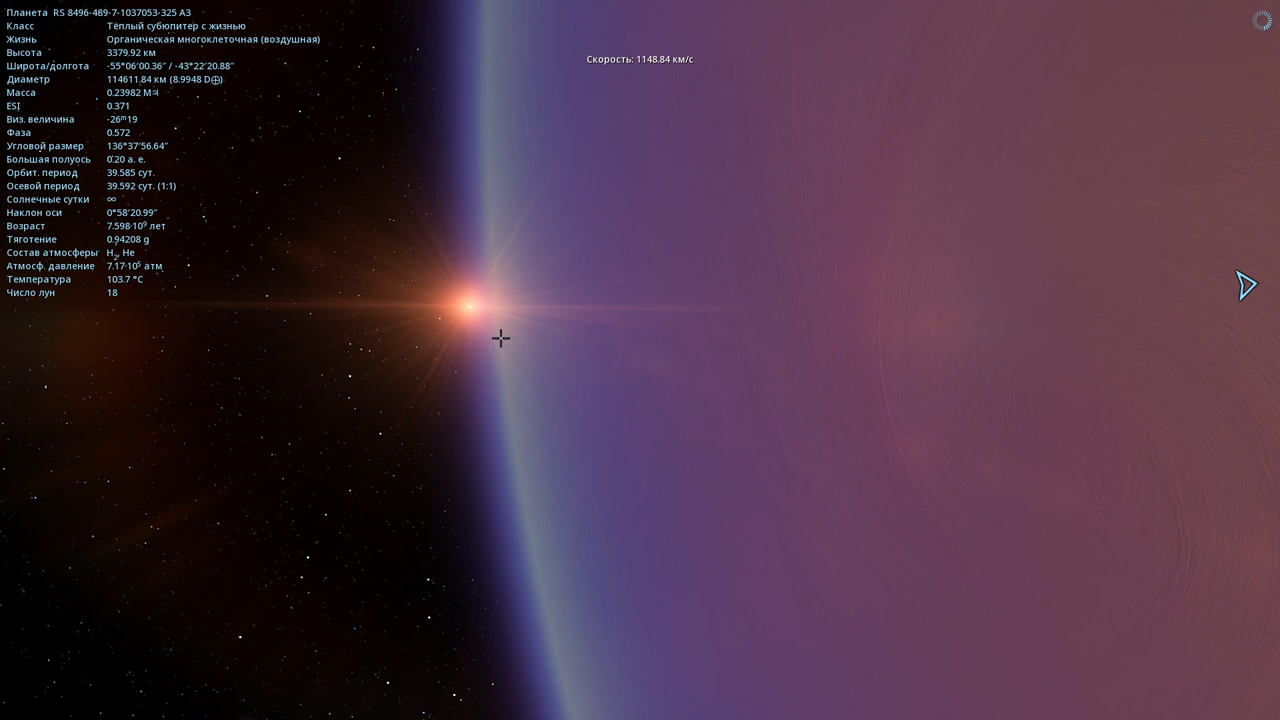 Планета RS 8496-489-7-1037053-325 A3
Класс Тёплый субюпитер с жизнью
Жизнь Органическая многоклеточная (воздушная)
Высота 3379.92 км
Скорость: 1148.84 км/с
Широта/долгота -55°06′00.36″ / -43°22′20.88″
Диаметр 114611.84 км (8.9948 D⊕)
Масса 0.23982 M♃
ESI 0.371
Виз. величина -26ᵐ19
Фаза 0.572
Угловой размер 136°37′56.64″
Большая полуось 0.20 а. е.
Орбит. период 39.585 сут.
Осевой период 39.592 сут. (1:1)
Солнечные сутки ∞
Наклон оси 0°58′20.99″
Возраст 7.598·10⁹ лет
Тяготение 0.94208 g
Состав атмосферы H₂, He
Атмосф. давление 7.17·10⁵ атм
Температура 103.7 °C
Число лун 18